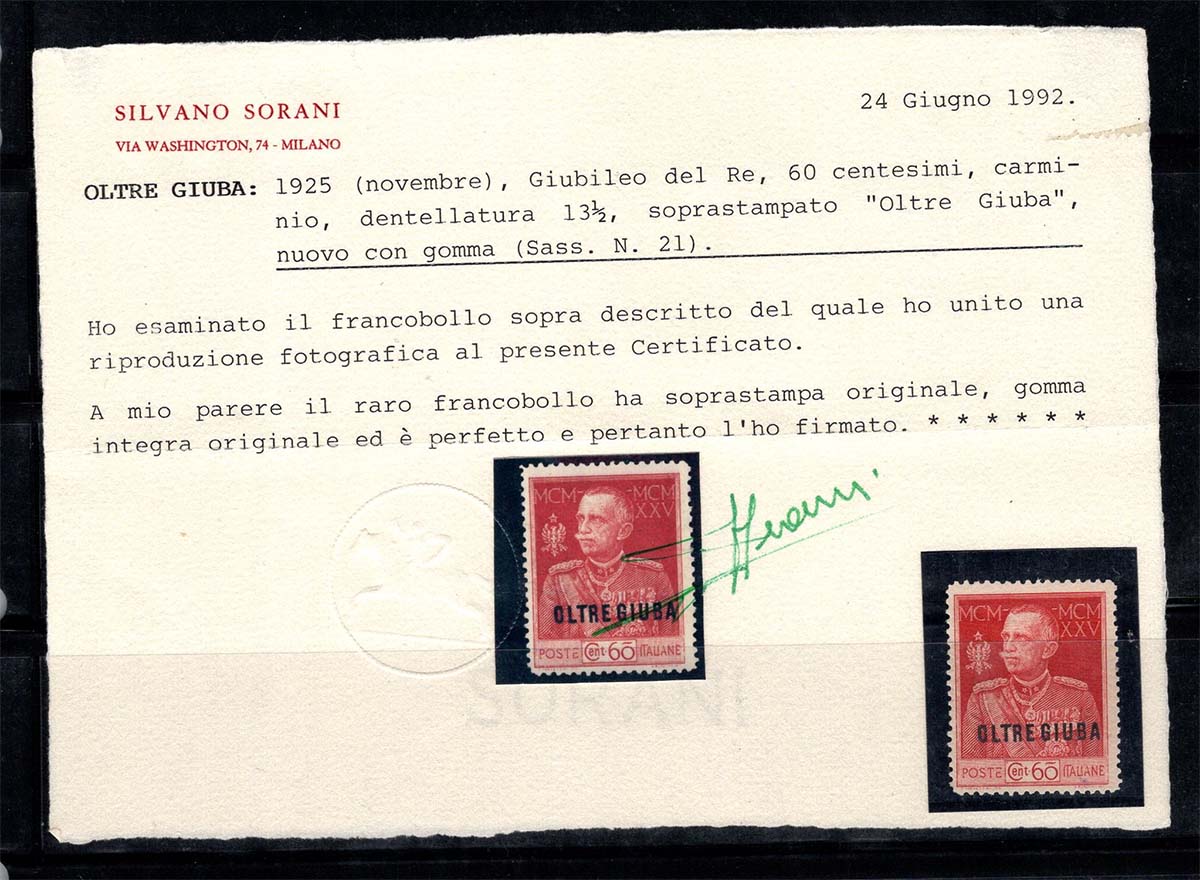 SILVANO SORANI
VIA WASHINGTON, 74 - MILANO
24 Giugno 1992.
OLTRE GIUBA: 1925 (novembre), Giubileo del Re, 60 centesimi, carmi-
nio, dentellatura 13½, soprastampato "Oltre Giuba",
nuovo con gomma (Sass. N. 21).
Ho esaminato il francobollo sopra descritto del quale ho unito una
riproduzione fotografica al presente Certificato.
A mio parere il raro francobollo ha soprastampa originale, gomma
integra originale ed è perfetto e pertanto l'ho firmato. * * * * * *
MCM- -MCM
XXV
OLTRE GIUBA
POSTE Cent. 60 ITALIANE
Sorani
MCM- -MCM
XXV
OLTRE GIUBA
POSTE Cent. 60 ITALIANE
SORANI